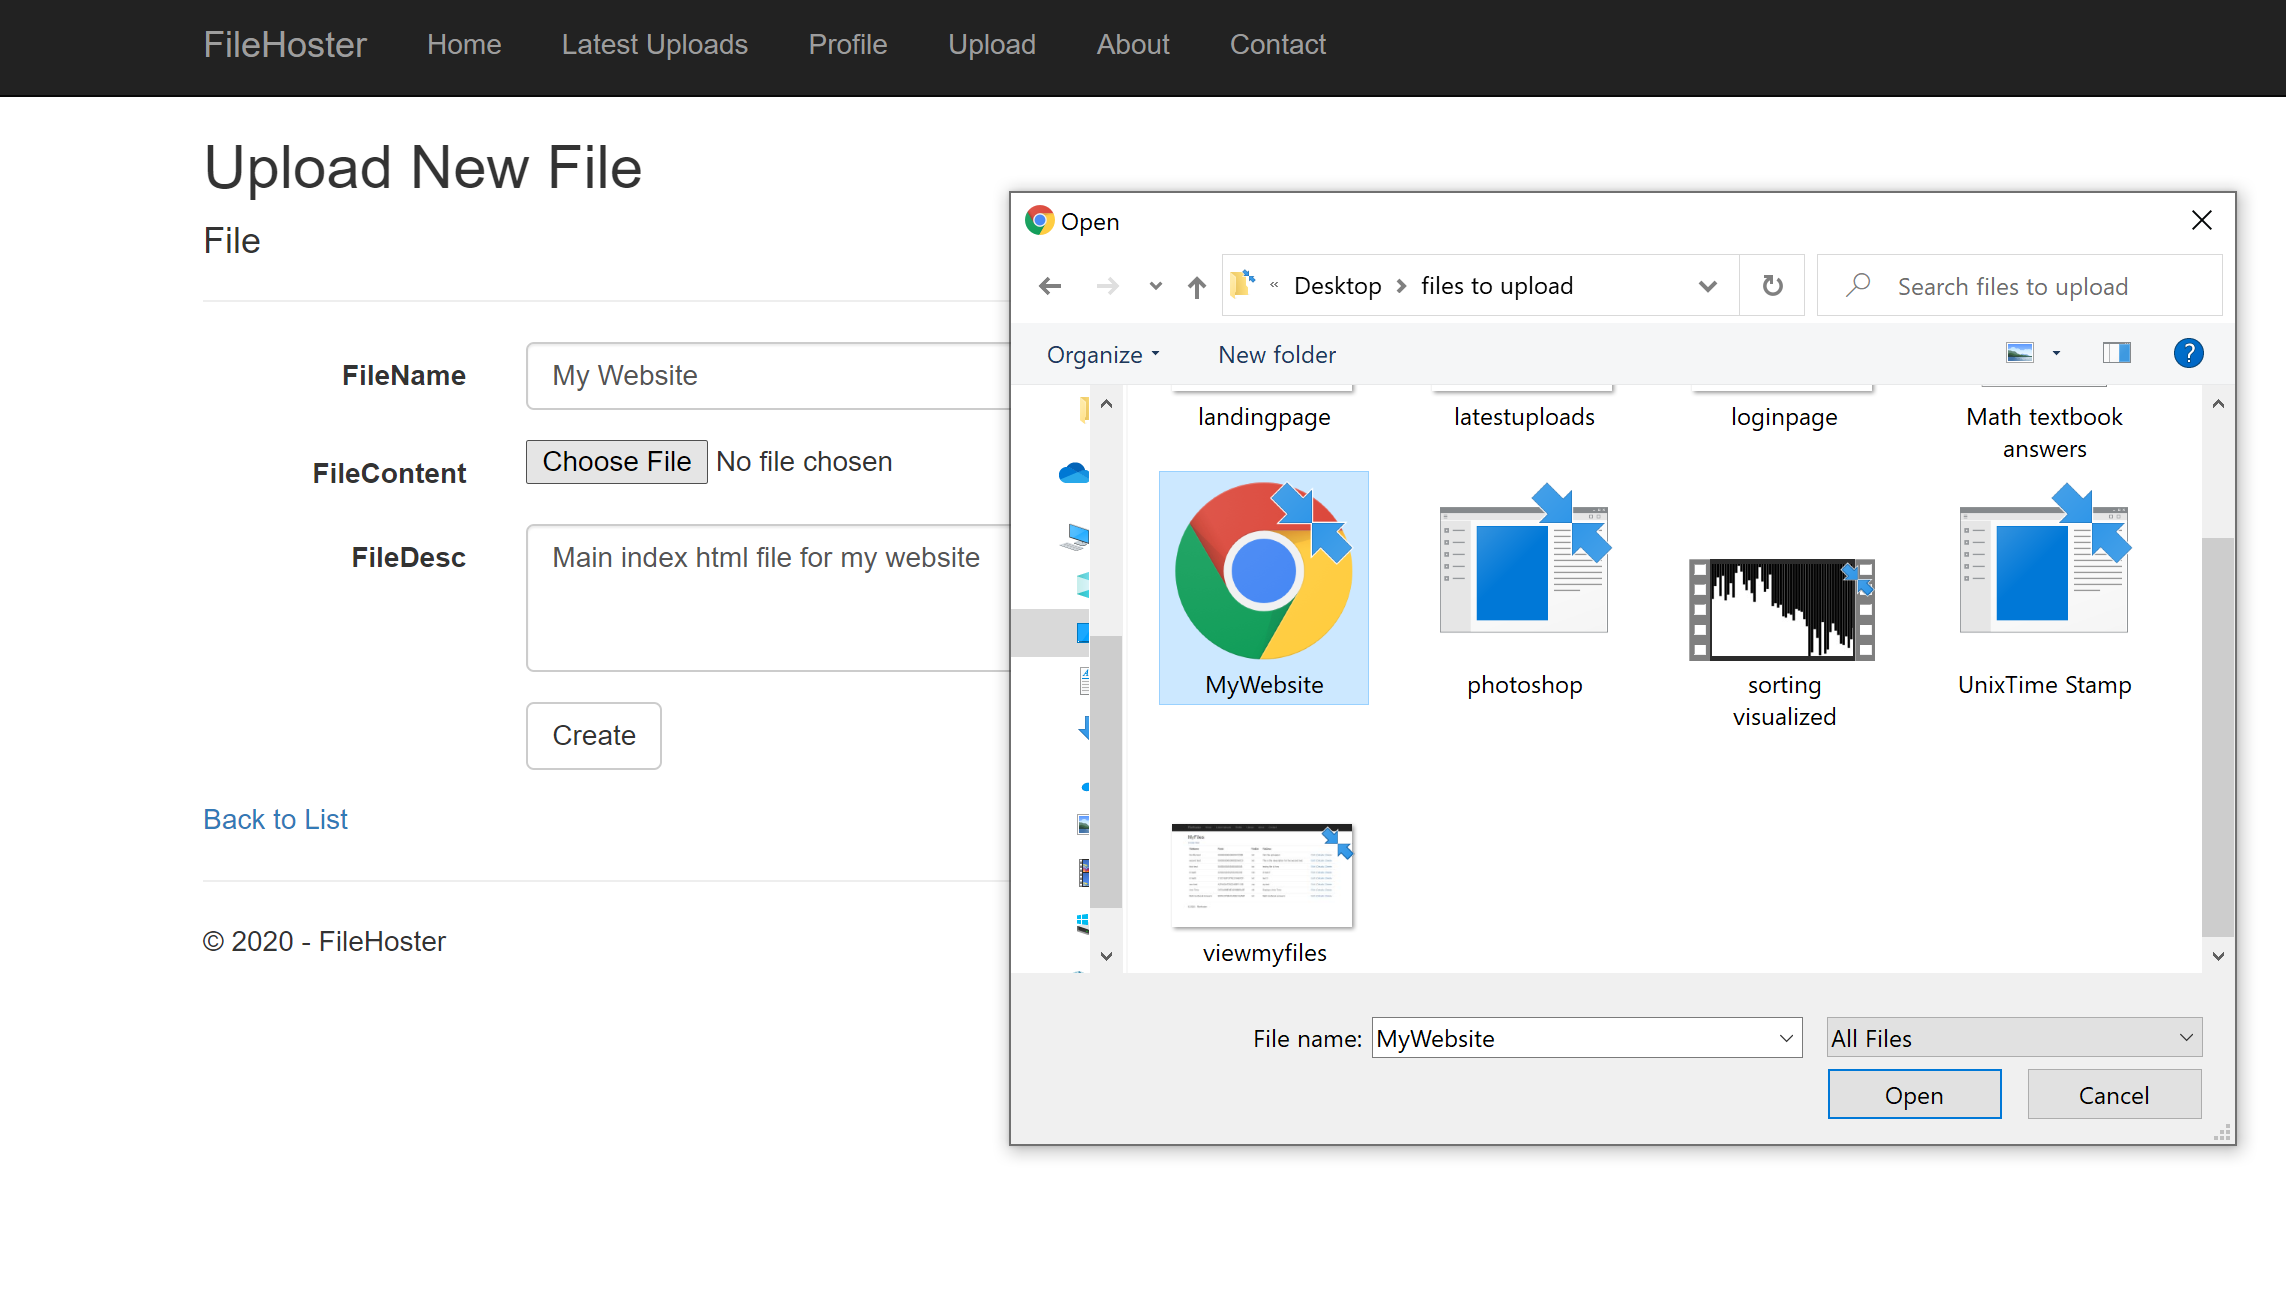 FileHoster Home Latest Uploads Profile Upload About Contact
Upload New File
File
FileName My Website
FileContent Choose File No file chosen
FileDesc Main index html file for my website
Create
Back to List
© 2020 - FileHoster
Open
« Desktop > files to upload
Search files to upload
Organize New folder
?
landingpage latestuploads loginpage Math textbook
answers
MyWebsite photoshop sorting
visualized UnixTime Stamp
viewmyfiles
File name: MyWebsite All Files
Open Cancel